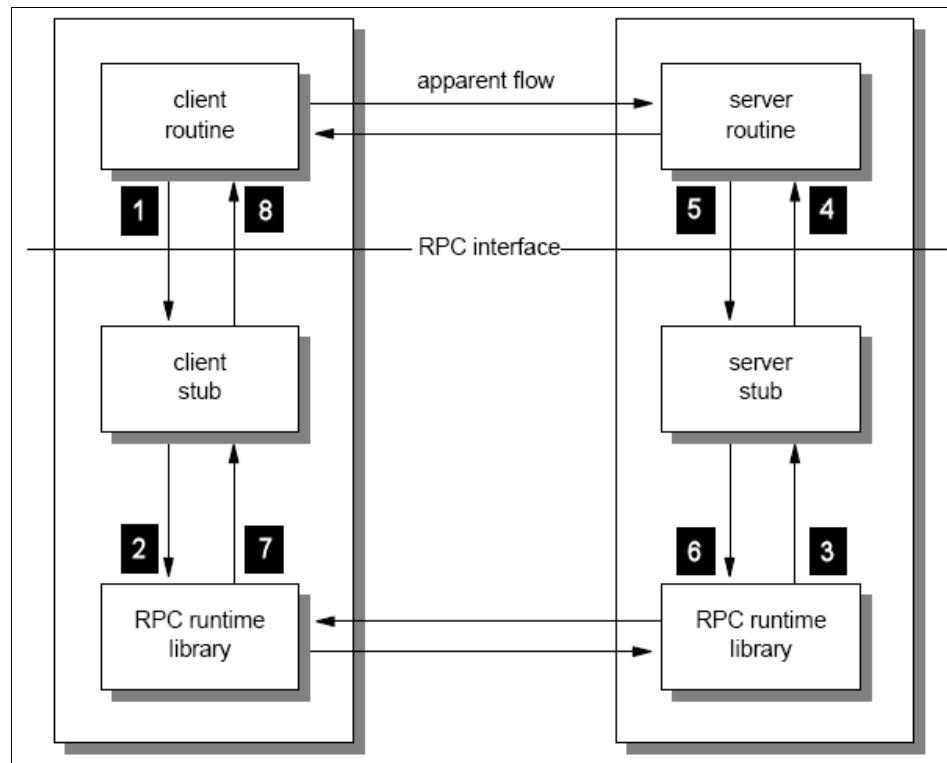 client
routine
apparent flow
server
routine
1
8
5
4
RPC interface
client
stub
server
stub
2
7
6
3
RPC runtime
library
RPC runtime
library